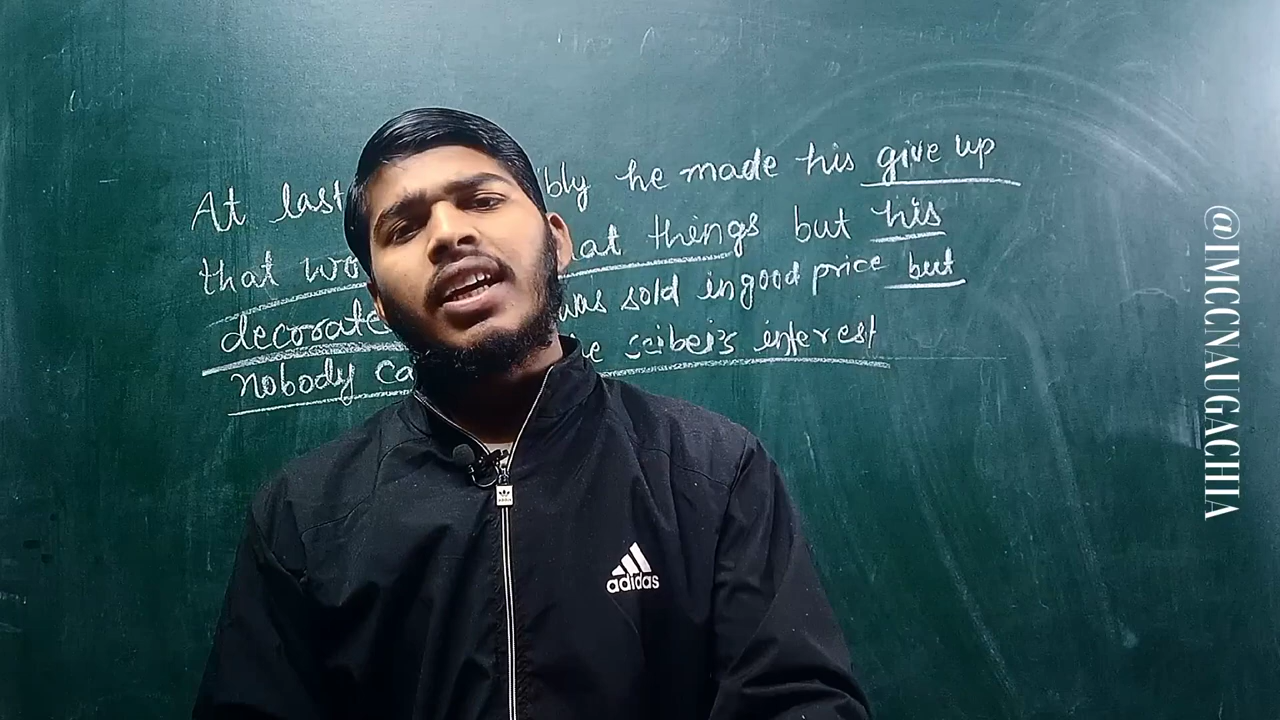 At last bly he made his give up
that wo at things but his
decorate was sold in good price but
nobody ca he scibei's interest
adidas
@IMCCNAUGACHIA